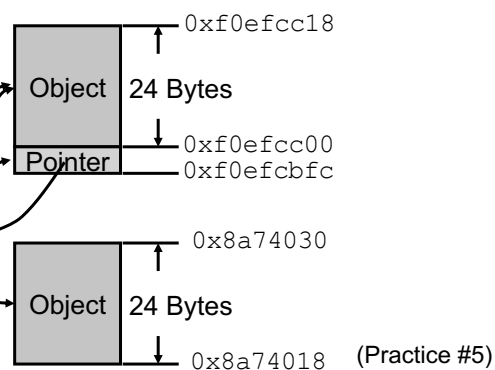 0xf0efcc18
Object 24 Bytes
0xf0efcc00
Pointer
0xf0efcbfc
0x8a74030
Object 24 Bytes
0x8a74018 (Practice #5)